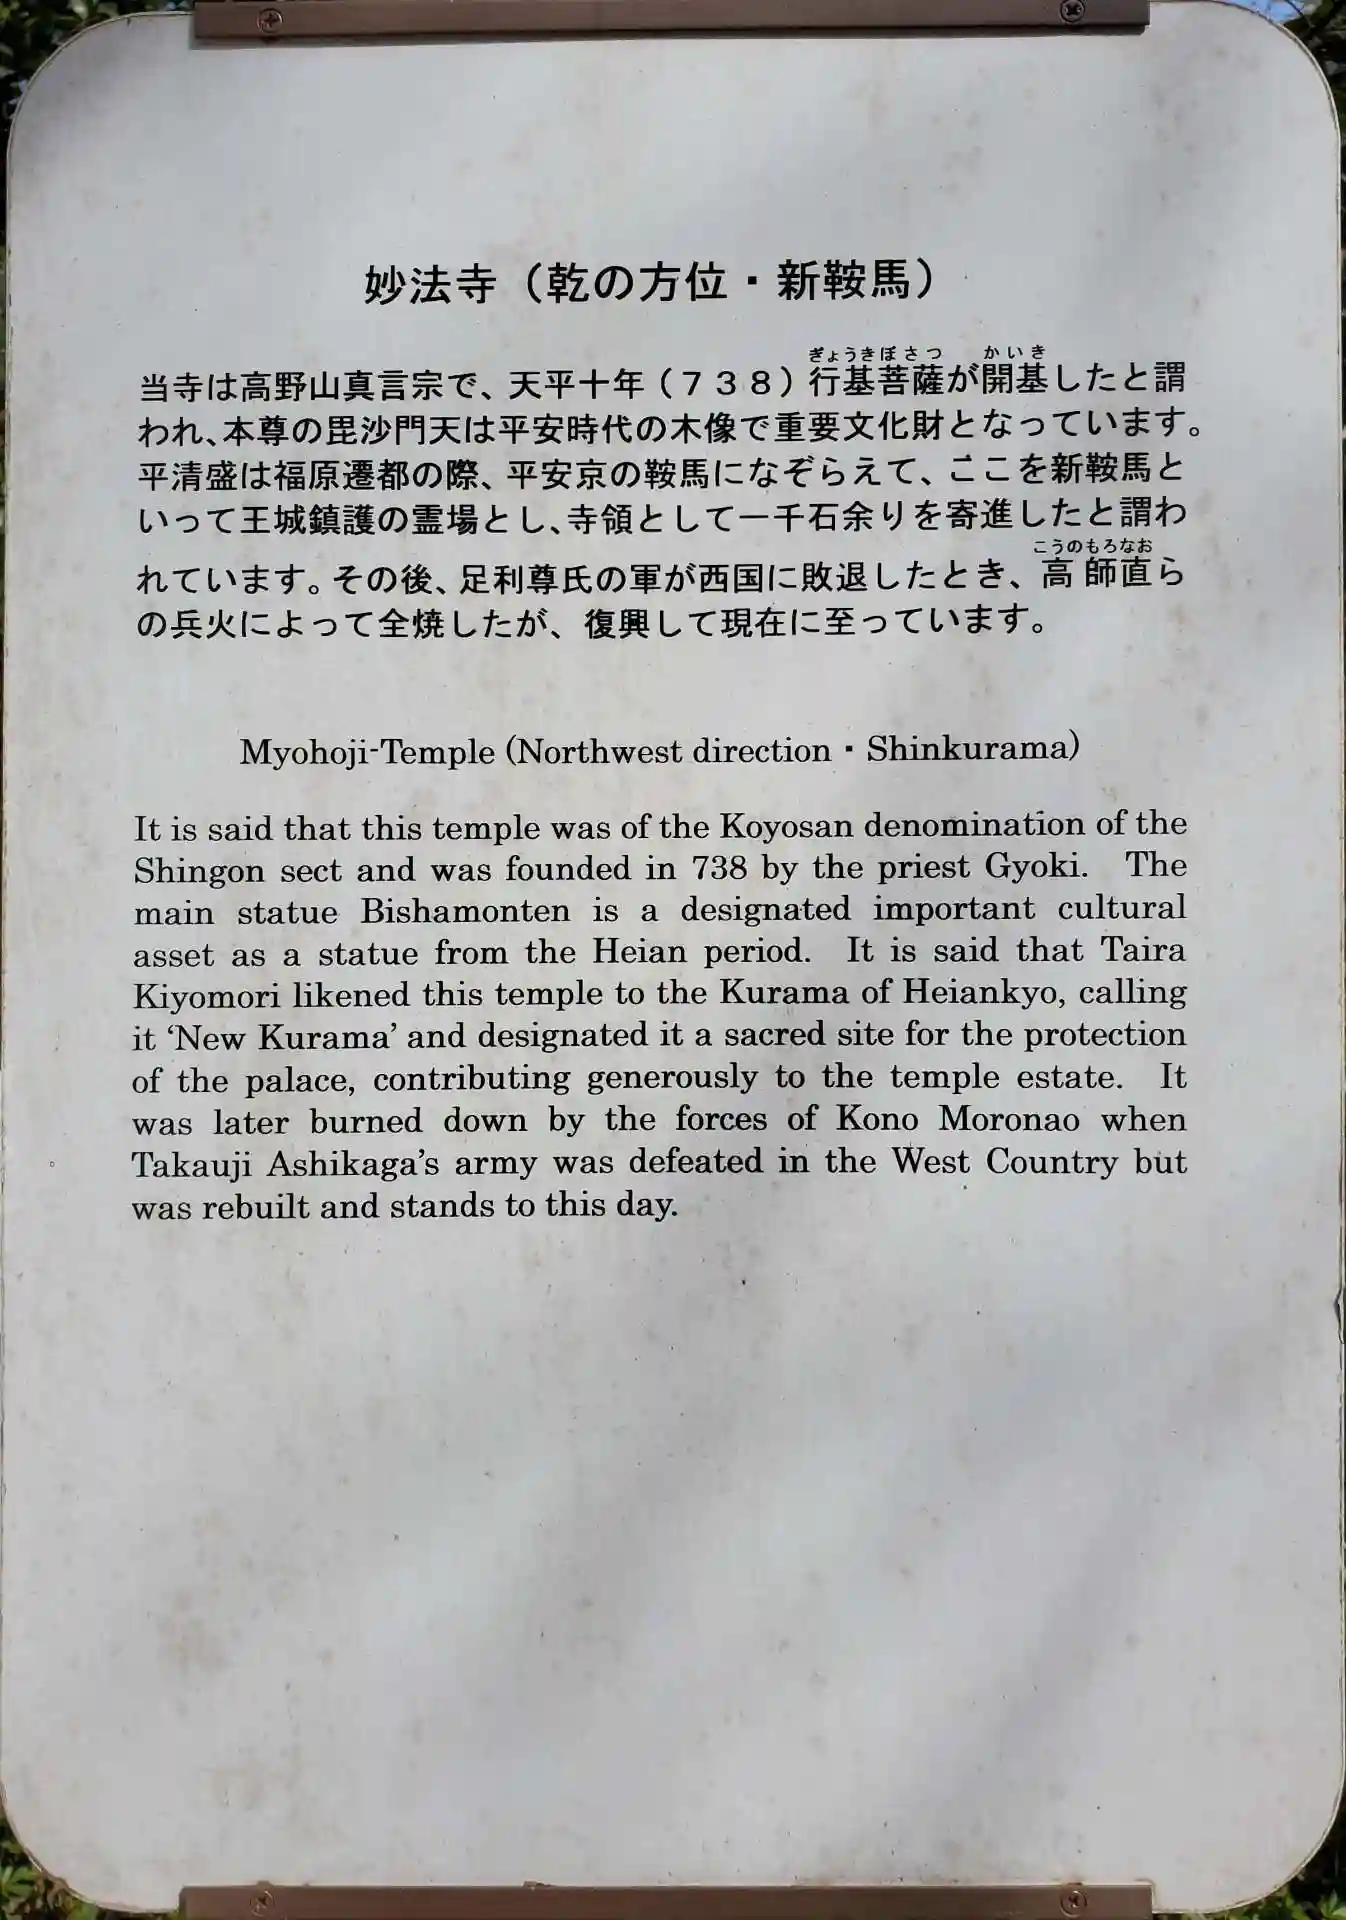 妙法寺（乾の方位・新鞍馬）
ぎょうきぼさつ かいき
当寺は高野山真言宗で、天平十年（７３８）行基菩薩が開基したと謂
われ、本尊の毘沙門天は平安時代の木像で重要文化財となっています。
平清盛は福原遷都の際、平安京の鞍馬になぞらえて、ここを新鞍馬と
いって王城鎮護の霊場とし、寺領として一千石余りを寄進したと謂わ
こうのもろなお
れています。その後、足利尊氏の軍が西国に敗退したとき、高師直ら
の兵火によって全焼したが、復興して現在に至っています。
Myohoji-Temple (Northwest direction・Shinkurama)
It is said that this temple was of the Koyosan denomination of the
Shingon sect and was founded in 738 by the priest Gyoki. The
main statue Bishamonten is a designated important cultural
asset as a statue from the Heian period. It is said that Taira
Kiyomori likened this temple to the Kurama of Heiankyo, calling
it ‘New Kurama’ and designated it a sacred site for the protection
of the palace, contributing generously to the temple estate. It
was later burned down by the forces of Kono Moronao when
Takauji Ashikaga’s army was defeated in the West Country but
was rebuilt and stands to this day.